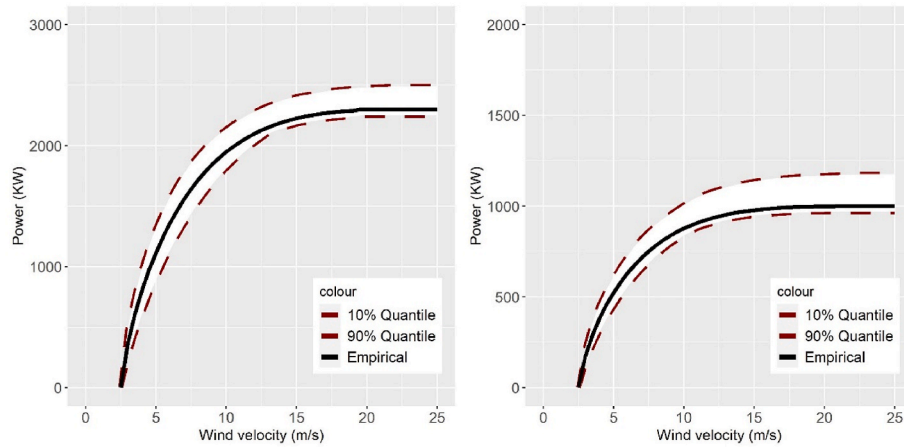 3000
2000
1000
0
Power (KW)
0 5 10 15 20 25
Wind velocity (m/s)
colour
10% Quantile
90% Quantile
Empirical
2000
1500
1000
500
0
Power (KW)
0 5 10 15 20 25
Wind velocity (m/s)
colour
10% Quantile
90% Quantile
Empirical